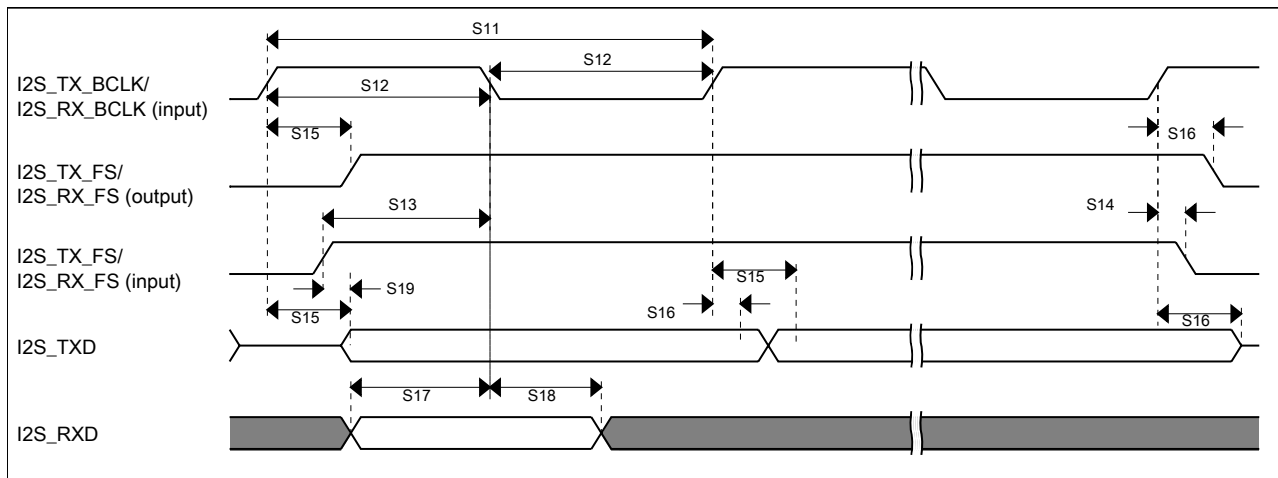 S11
I2S_TX_BCLK/
I2S_RX_BCLK (input)
S12
S12
S15
S16
I2S_TX_FS/
I2S_RX_FS (output)
S13
S14
I2S_TX_FS/
I2S_RX_FS (input)
S15
S19
S15
S16
S16
I2S_TXD
S17
S18
I2S_RXD